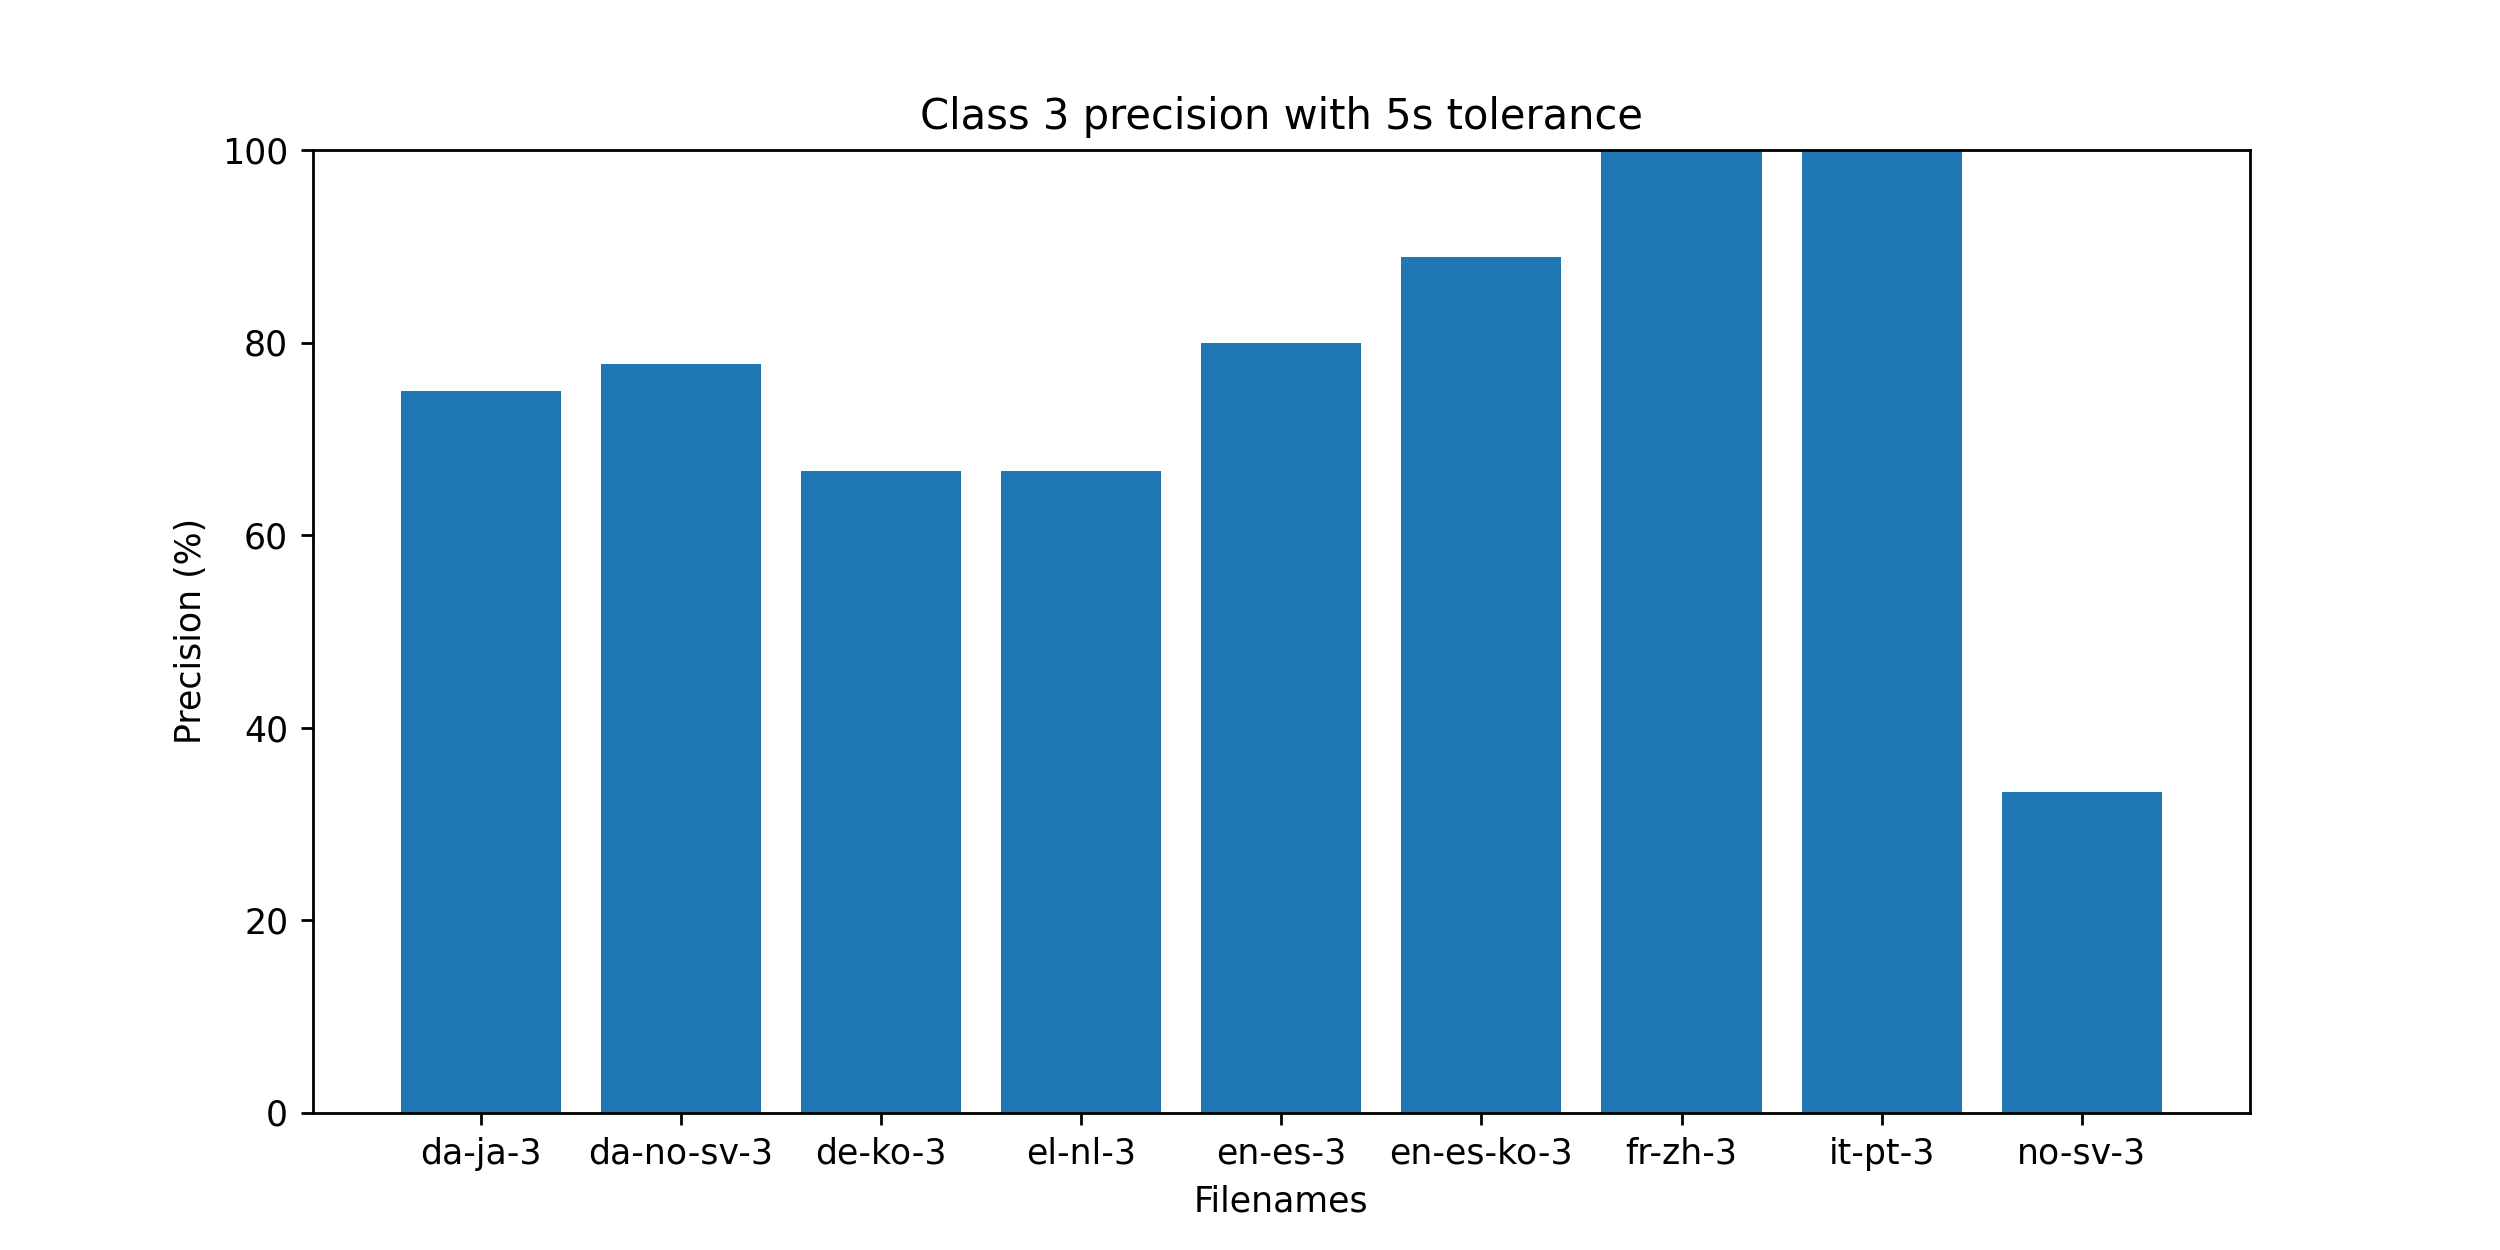 Class 3 precision with 5s tolerance
100
80
60
40
20
0
Precision (%)
da-ja-3 da-no-sv-3 de-ko-3 el-nl-3 en-es-3 en-es-ko-3 fr-zh-3 it-pt-3 no-sv-3
Filenames